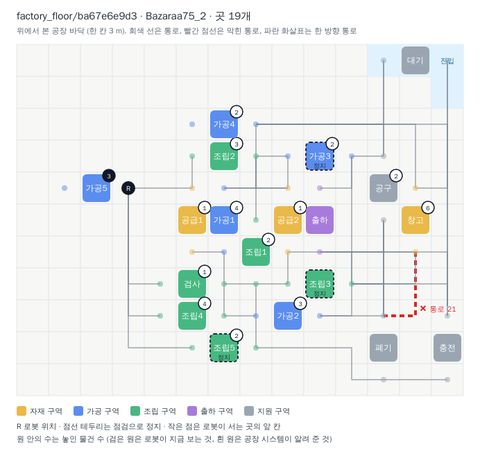 factory_floor/ba67e6e9d3 · Bazaraa75_2 · 곳 19개
위에서 본 공장 바닥 (한 칸 3 m). 회색 선은 통로, 빨간 점선은 막힌 통로, 파란 화살표는 한 방향 통로
대기
진입
2
가공4
3
조립2
2
가공3
정지
3
가공5
R
2
공구
1
공급1
4
가공1
1
공급2
출하
6
창고
2
조립1
1
검사
조립3
정지
4
조립4
3
가공2
✕ 통로 21
2
조립5
정지
폐기
충전
자재 구역
가공 구역
조립 구역
출하 구역
지원 구역
R 로봇 위치 · 점선 테두리는 점검으로 정지 · 작은 점은 로봇이 서는 곳의 앞 칸
원 안의 수는 놓인 물건 수 (검은 원은 로봇이 지금 보는 것, 흰 원은 공장 시스템이 알려 준 것)